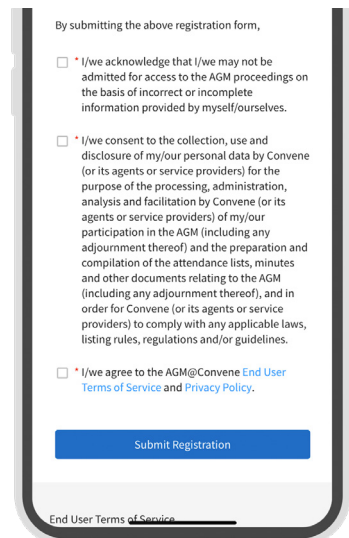 By submitting the above registration form,
* I/we acknowledge that I/we may not be
admitted for access to the AGM proceedings on
the basis of incorrect or incomplete
information provided by myself/ourselves.
* I/we consent to the collection, use and
disclosure of my/our personal data by Convene
(or its agents or service providers) for the
purpose of the processing, administration,
analysis and facilitation by Convene (or its
agents or service providers) of my/our
participation in the AGM (including any
adjournment thereof) and the preparation and
compilation of the attendance lists, minutes
and other documents relating to the AGM
(including any adjournment thereof), and in
order for Convene (or its agents or service
providers) to comply with any applicable laws,
listing rules, regulations and/or guidelines.
* I/we agree to the AGM@Convene End User
Terms of Service and Privacy Policy.
Submit Registration
End User Terms of Service